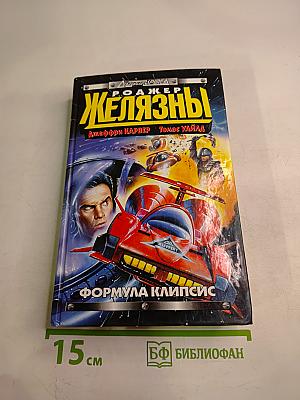 РОДЖЕР
ЖЕЛЯЗНЫ
Джеффри КАРВЕР Томас УАЙЛД
ФОРМУЛА КЛИПСИС
15 см
БФ БИБЛИОФАН